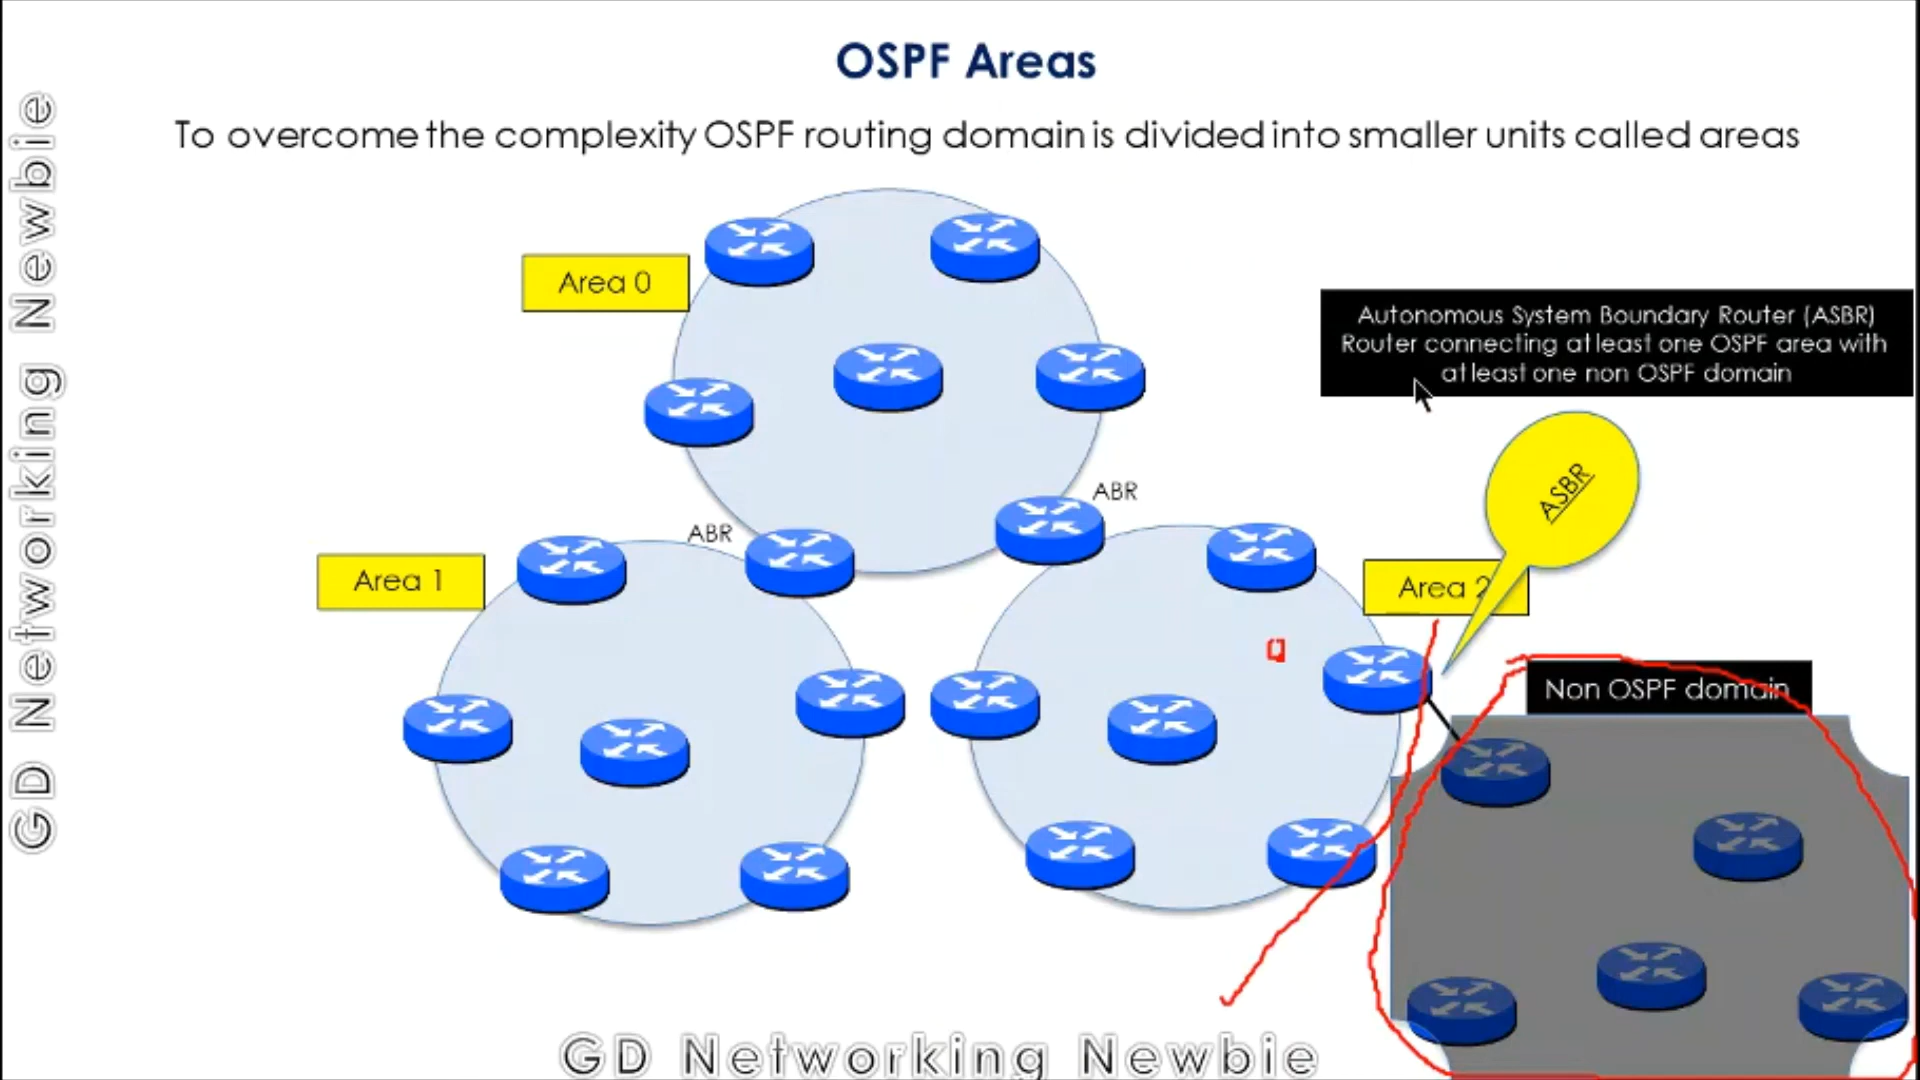 OSPF Areas
To overcome the complexity OSPF routing domain is divided into smaller units called areas
GD Networking Newbie
Area 0
Autonomous System Boundary Router (ASBR)
Router connecting at least one OSPF area with
at least one non OSPF domain
ASBR
ABR
ABR
Area 1
Area 2
Non OSPF domain
GD Networking Newbie